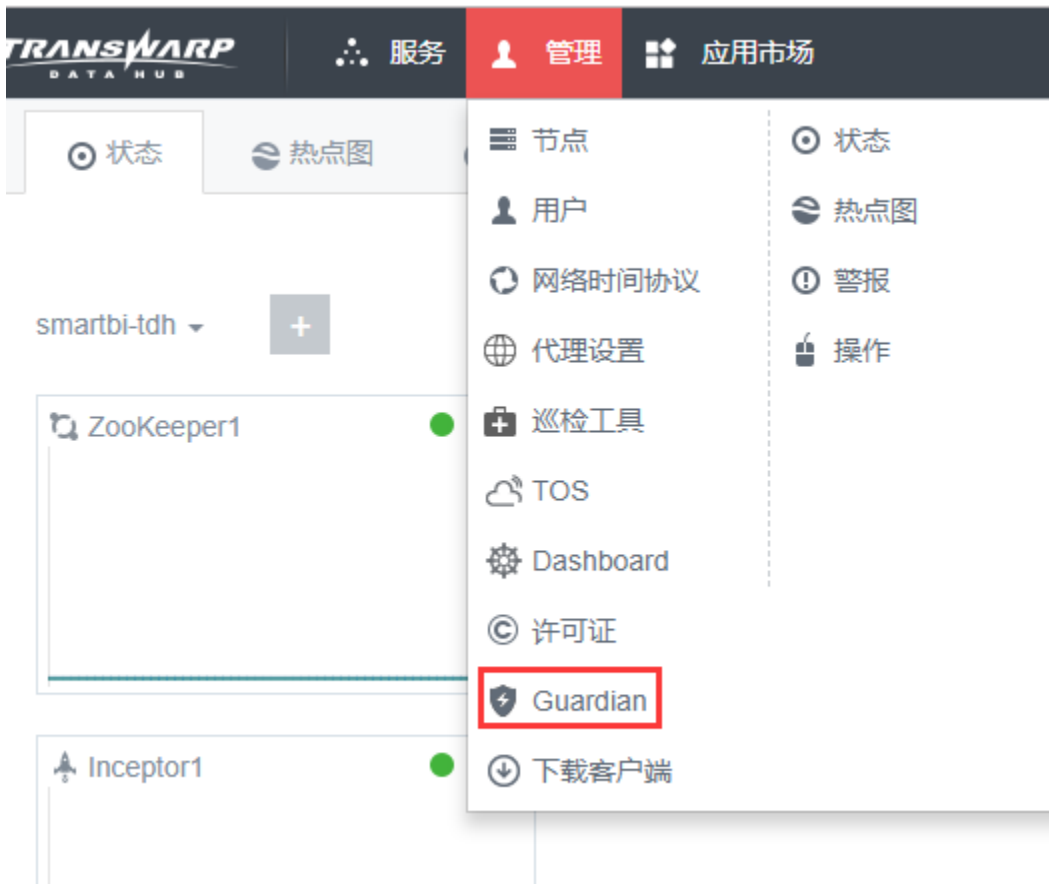 TRANSWARP
DATA HUB
服务
管理
应用市场
状态
热点图
smartbi-tdh
ZooKeeper1
Inceptor1
节点
用户
网络时间协议
代理设置
巡检工具
TOS
Dashboard
许可证
Guardian
下载客户端
状态
热点图
警报
操作